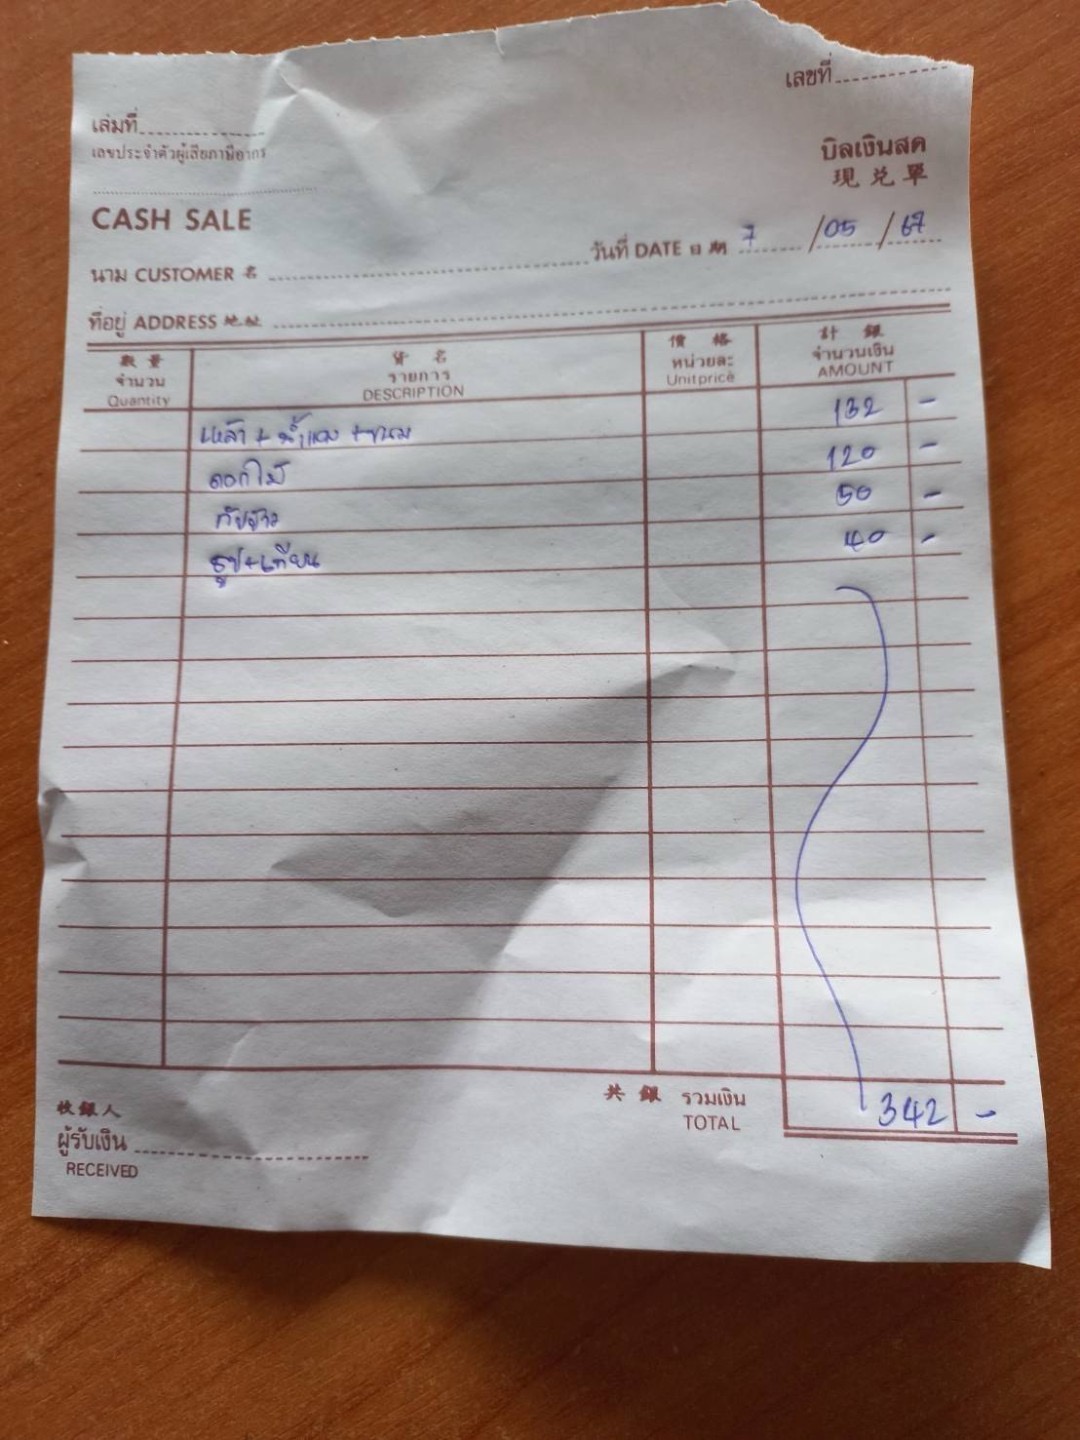 เลขที่
เล่มที่
เลขประจำตัวผู้เสียภาษีอากร
บิลเงินสด
現兌單
CASH SALE
วันที่ DATE 日期 7 / 05 / 67
นาม CUSTOMER 名
ที่อยู่ ADDRESS 地址
數量 貨名 價格 計銀
จำนวน รายการ หน่วยละ จำนวนเงิน
Quantity DESCRIPTION Unitprice AMOUNT
เหล้า + น้ำแดง + ขนม 132 -
ดอกไม้ 120 -
กับข้าว 50 -
ธูป+เทียน 40 -
共銀 รวมเงิน
TOTAL 342 -
收銀人
ผู้รับเงิน
RECEIVED